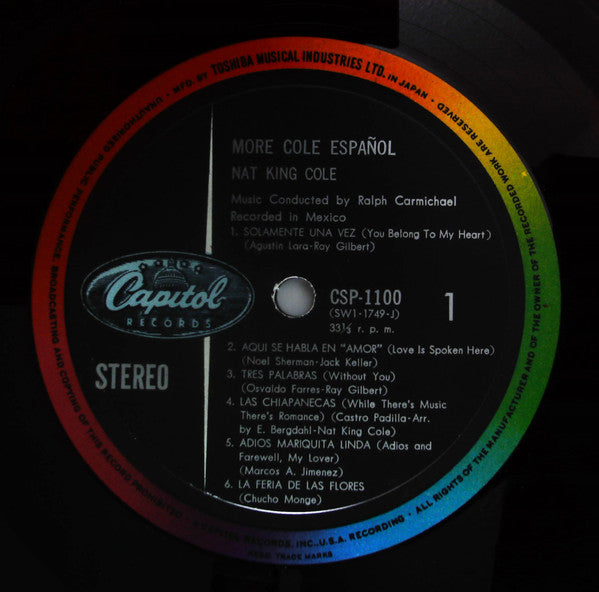 MFD. BY TOSHIBA MUSICAL INDUSTRIES LTD. IN JAPAN • ALL RIGHTS OF THE MANUFACTURER AND OF THE OWNER OF THE RECORDED WORK ARE RESERVED
UNAUTHORISED PUBLIC PERFORMANCE, BROADCASTING AND COPYING OF THIS RECORD PROHIBITED •
CAPITOL RECORDS, INC., U.S.A. RECORDING.
TRADE MARKS
MORE COLE ESPAÑOL
NAT KING COLE
Music Conducted by Ralph Carmichael
Recorded in Mexico
1. SOLAMENTE UNA VEZ (You Belong To My Heart)
(Agustin Lara-Ray Gilbert)
Capitol
RECORDS
STEREO
CSP-1100
(SW1-1749-J)
33⅓ r. p. m.
1
2. AQUI SE HABLA EN "AMOR" (Love Is Spoken Here)
(Noel Sherman-Jack Keller)
3. TRES PALABRAS (Without You)
(Osvaldo Farres-Ray Gilbert)
4. LAS CHIAPANECAS (While There's Music
There's Romance) (Castro Padilla-Arr.
by E. Bergdahl-Nat King Cole)
5. ADIOS MARIQUITA LINDA (Adios and
Farewell, My Lover)
(Marcos A. Jimenez)
6. LA FERIA DE LAS FLORES
(Chucho Monge)